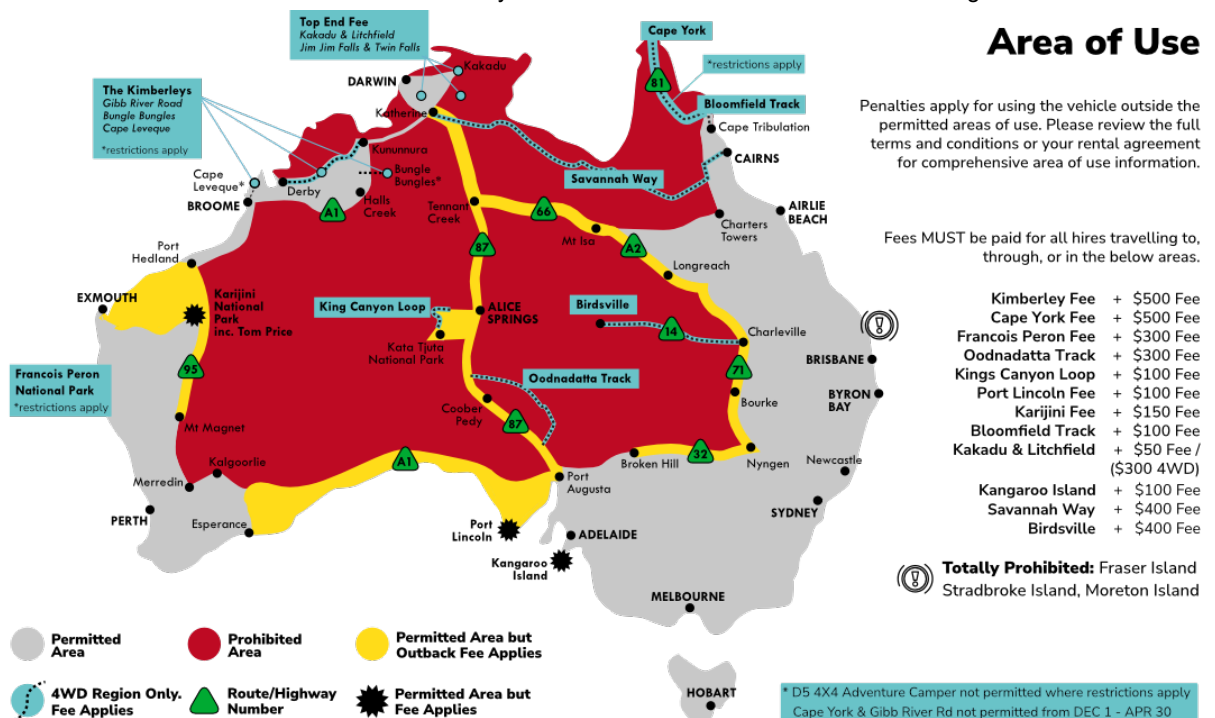 Area of Use
Penalties apply for using the vehicle outside the
permitted areas of use. Please review the full
terms and conditions or your rental agreement
for comprehensive area of use information.
Fees MUST be paid for all hires travelling to,
through, or in the below areas.
Kimberley Fee + $500 Fee
Cape York Fee + $500 Fee
Francois Peron Fee + $300 Fee
Oodnadatta Track + $300 Fee
Kings Canyon Loop + $100 Fee
Port Lincoln Fee + $100 Fee
Karijini Fee + $150 Fee
Bloomfield Track + $100 Fee
Kakadu & Litchfield + $50 Fee /
($300 4WD)
Kangaroo Island + $100 Fee
Savannah Way + $400 Fee
Birdsville + $400 Fee
Totally Prohibited: Fraser Island
Stradbroke Island, Moreton Island
Top End Fee
Kakadu & Litchfield
Jim Jim Falls & Twin Falls
Cape York
81
*restrictions apply
Bloomfield Track
Cape Tribulation
CAIRNS
DARWIN
Kakadu
Katherine
The Kimberleys
Gibb River Road
Bungle Bungles
Cape Leveque
*restrictions apply
Kununnura
Cape
Leveque*
Derby
Bungle
Bungles*
Halls
Creek
BROOME
A1
Savannah Way
Tennant
Creek
66
Mt Isa
A2
Charters
Towers
AIRLIE
BEACH
Port
Hedland
87
Longreach
EXMOUTH
Karijini
National
Park
inc. Tom Price
King Canyon Loop
ALICE
SPRINGS
Kata Tjuta
National Park
Birdsville
14
Charleville
BRISBANE
Francois Peron
National Park
*restrictions apply
95
Oodnadatta Track
71
BYRON
BAY
Coober
Pedy
87
Bourke
Mt Magnet
Kalgoorlie
A1
Broken Hill
32
Nyngen
Newcastle
Merredin
Port
Augusta
SYDNEY
PERTH
Esperance
Port
Lincoln
ADELAIDE
Kangaroo
Island
MELBOURNE
HOBART
Permitted
Area
Prohibited
Area
Permitted Area but
Outback Fee Applies
4WD Region Only.
Fee Applies
Route/Highway
Number
Permitted Area but
Fee Applies
* D5 4X4 Adventure Camper not permitted where restrictions apply
Cape York & Gibb River Rd not permitted from DEC 1 - APR 30